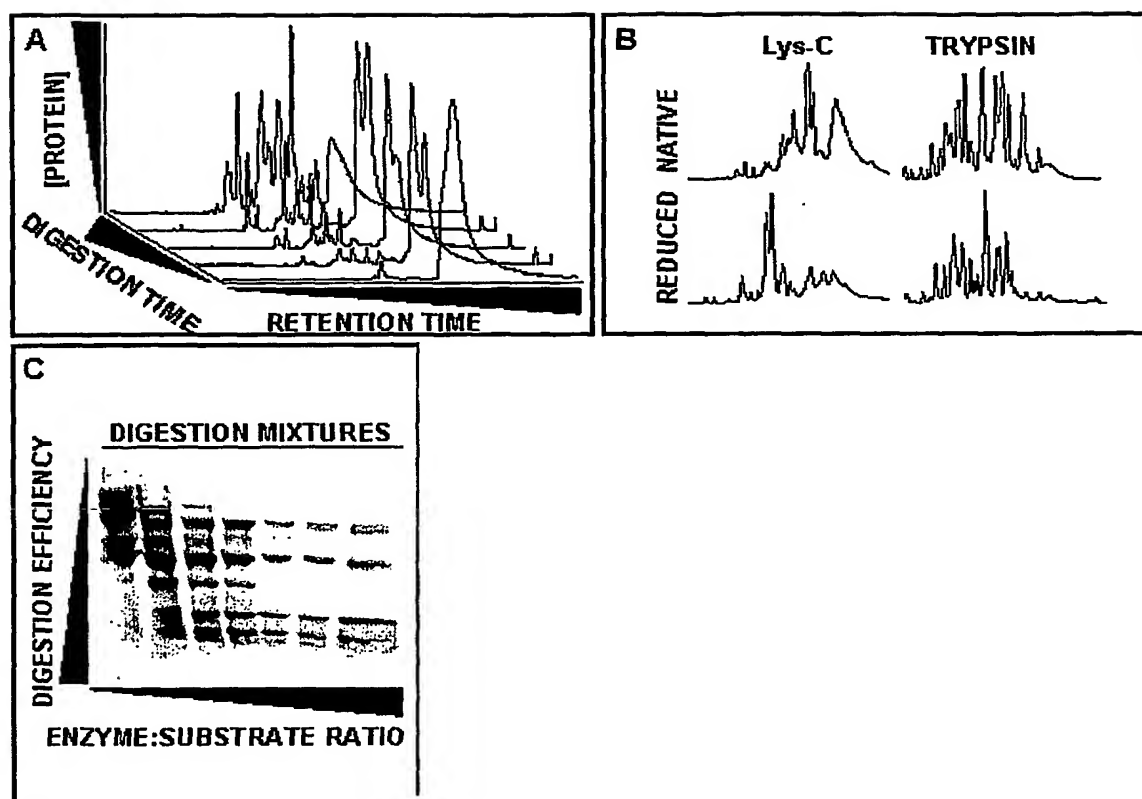 A
[PROTEIN]
DIGESTION TIME
RETENTION TIME
B
Lys-C TRYPSIN
NATIVE
REDUCED
C
DIGESTION MIXTURES
DIGESTION EFFICIENCY
ENZYME:SUBSTRATE RATIO